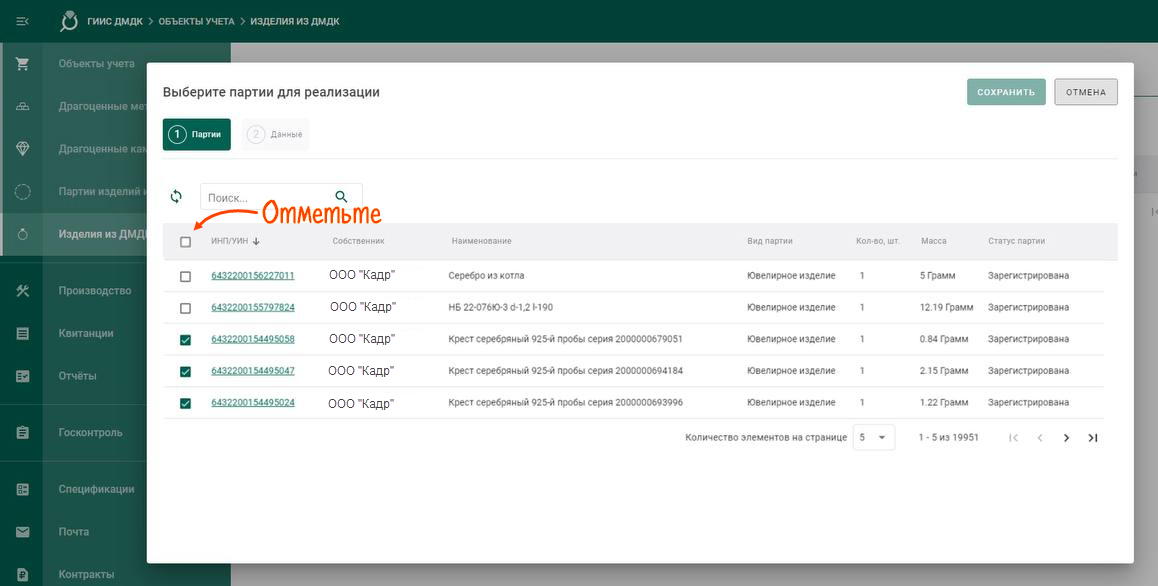 ГИИС ДМДК > ОБЪЕКТЫ УЧЕТА > ИЗДЕЛИЯ ИЗ ДМДК
Объекты учета
Драгоценные мет
Драгоценные кам
Партии изделий и
Изделия из ДМДК
Производство
Квитанции
Отчёты
Госконтроль
Спецификации
Почта
Контракты
Выберите партии для реализации
СОХРАНИТЬ
ОТМЕНА
1 Партии
2 Данные
Поиск...
Отметьте
ИНП/УИН Собственник Наименование Вид партии Кол-во, шт. Масса Статус партии
6432200156227011 ООО "Кадр" Серебро из котла Ювелирное изделие 1 5 Грамм Зарегистрирована
6432200155797824 ООО "Кадр" НБ 22-076Ю-3 d-1,2 l-190 Ювелирное изделие 1 12.19 Грамм Зарегистрирована
6432200154495058 ООО "Кадр" Крест серебряный 925-й пробы серия 2000000679051 Ювелирное изделие 1 0.84 Грамм Зарегистрирована
6432200154495047 ООО "Кадр" Крест серебряный 925-й пробы серия 2000000694184 Ювелирное изделие 1 2.15 Грамм Зарегистрирована
6432200154495024 ООО "Кадр" Крест серебряный 925-й пробы серия 2000000693996 Ювелирное изделие 1 1.22 Грамм Зарегистрирована
Количество элементов на странице 5 1 - 5 из 19951